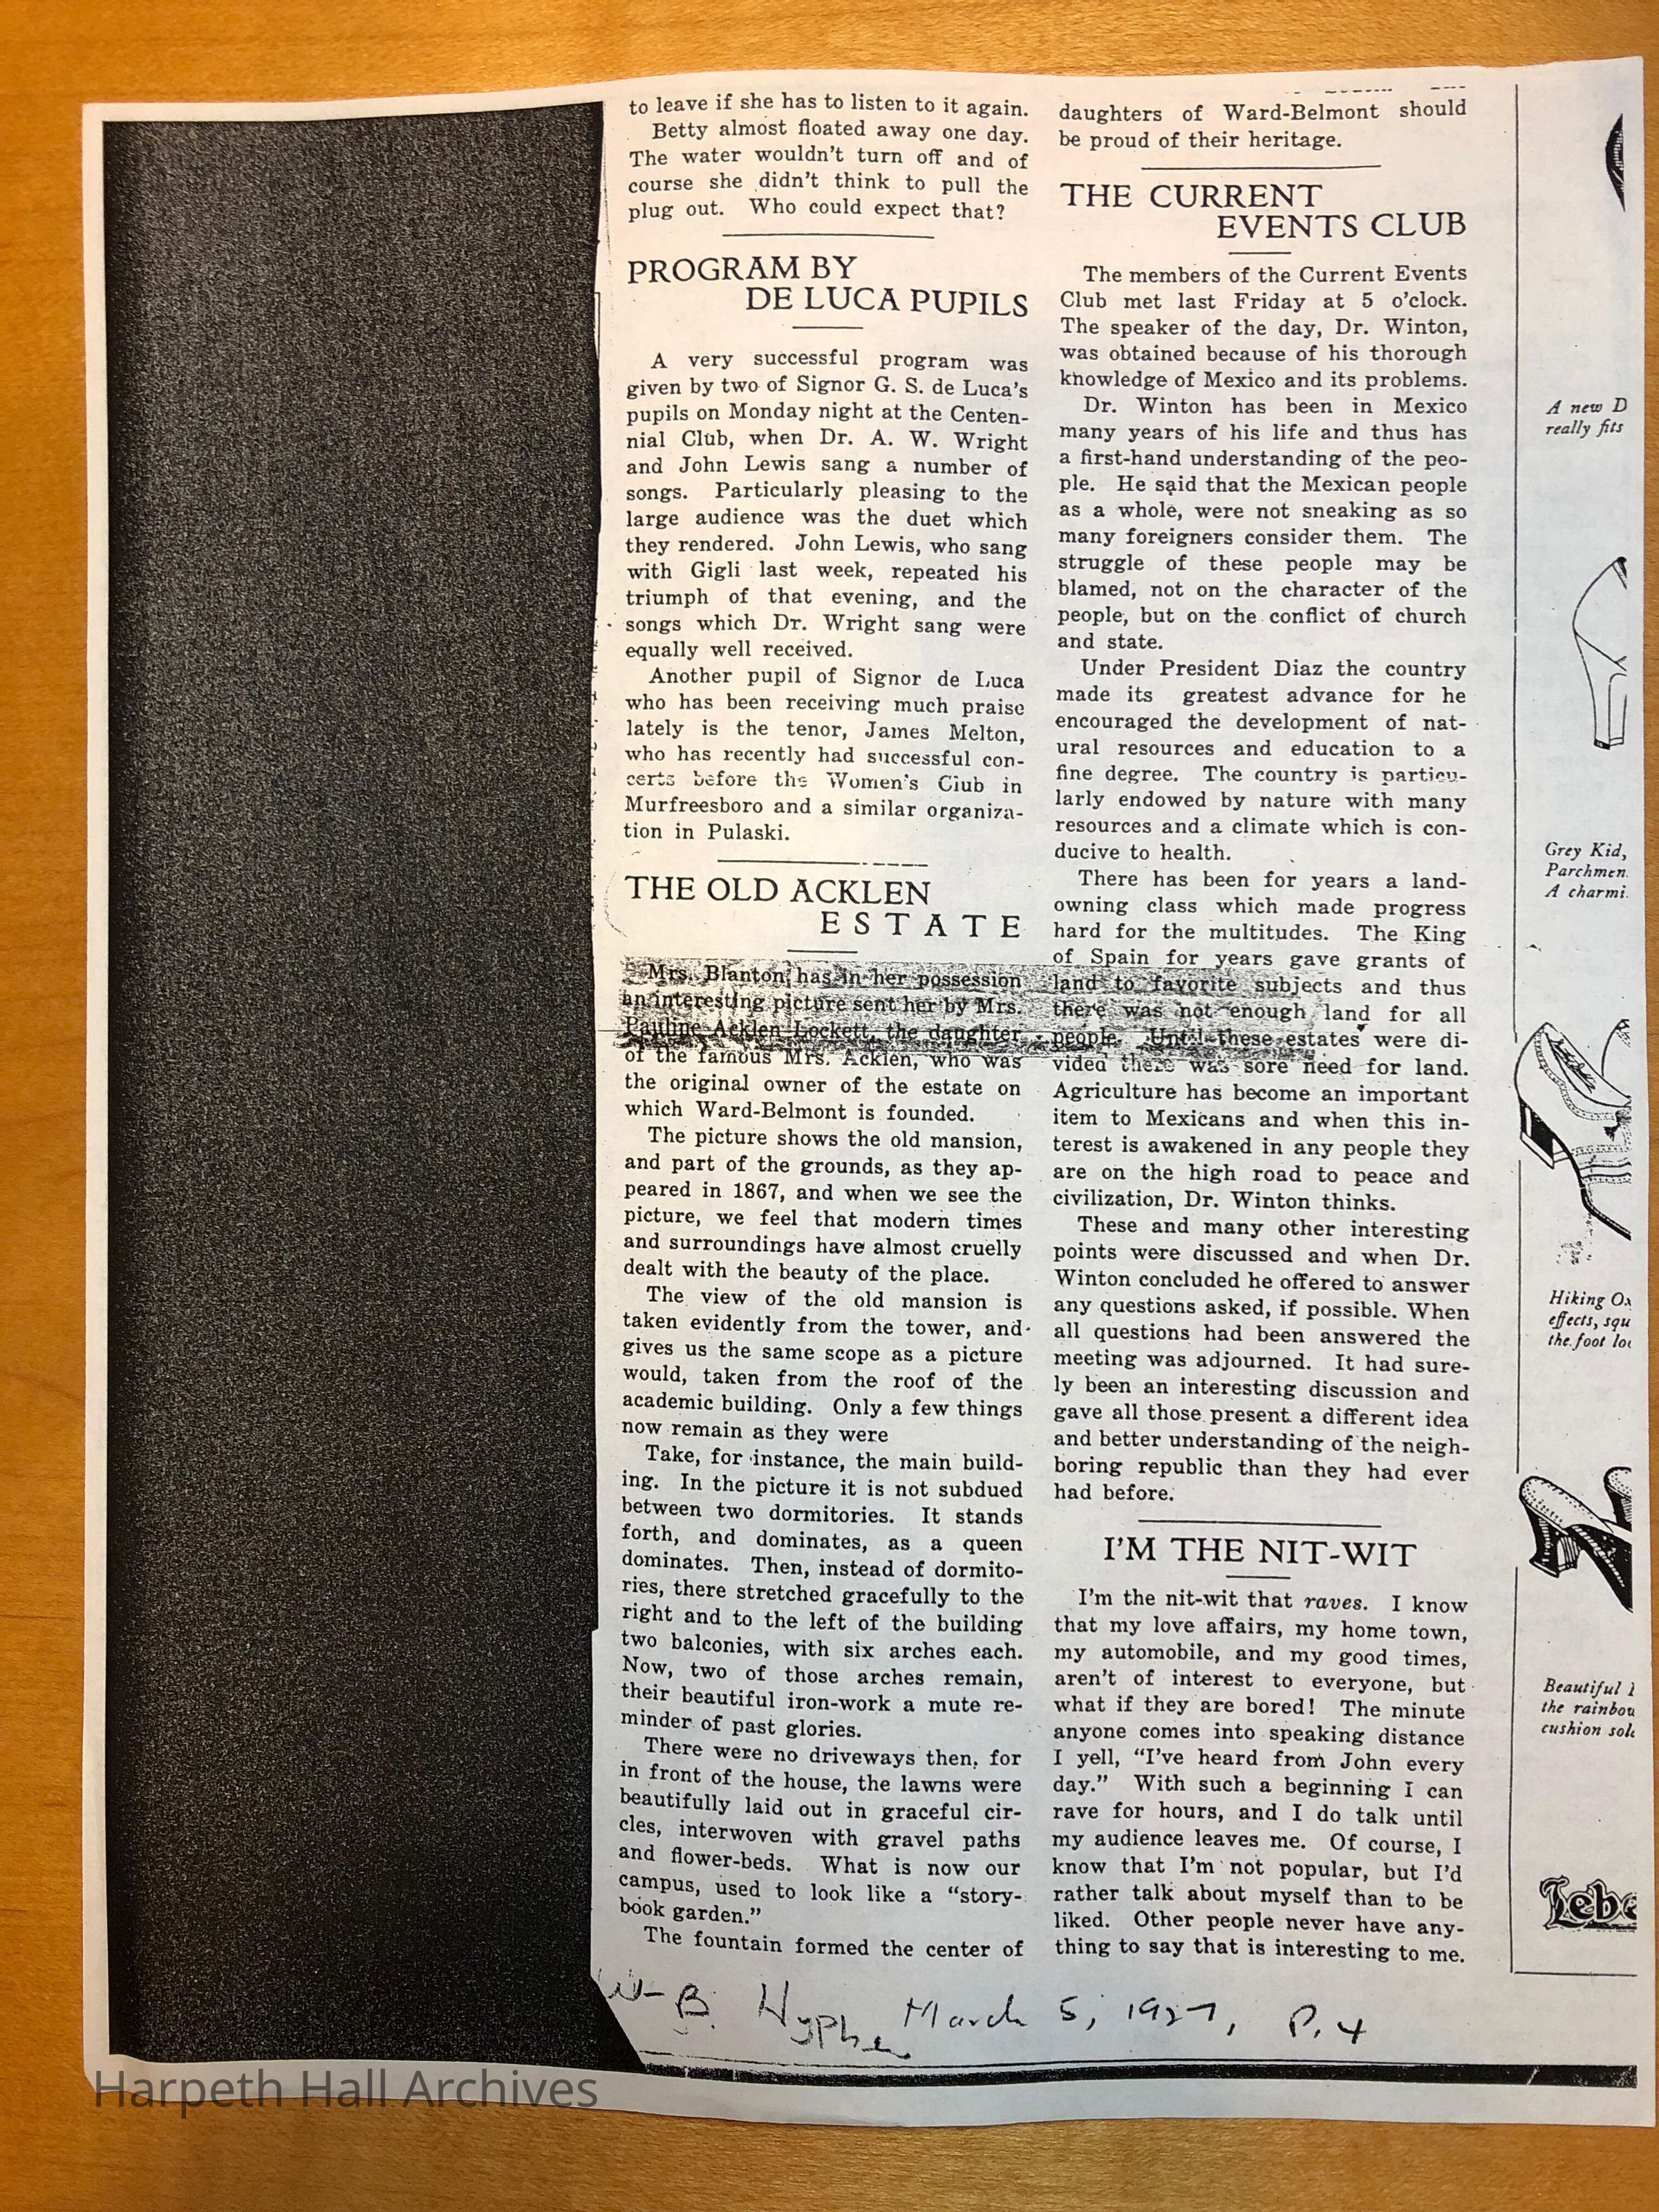 to leave if she has to listen to it again.
Betty almost floated away one day.
The water wouldn't turn off and of
course she didn't think to pull the
plug out. Who could expect that?
PROGRAM BY
DE LUCA PUPILS
A very successful program was
given by two of Signor G. S. de Luca's
pupils on Monday night at the Centen-
nial Club, when Dr. A. W. Wright
and John Lewis sang a number of
songs. Particularly pleasing to the
large audience was the duet which
they rendered. John Lewis, who sang
with Gigli last week, repeated his
triumph of that evening, and the
songs which Dr. Wright sang were
equally well received.
Another pupil of Signor de Luca
who has been receiving much praise
lately is the tenor, James Melton,
who has recently had successful con-
certs before the Women's Club in
Murfreesboro and a similar organiza-
tion in Pulaski.
THE OLD ACKLEN
ESTATE
Mrs. Blanton has in her possession
an interesting picture sent her by Mrs.
Pauline Acklen Lockett, the daughter
of the famous Mrs. Acklen, who was
the original owner of the estate on
which Ward-Belmont is founded.
The picture shows the old mansion,
and part of the grounds, as they ap-
peared in 1867, and when we see the
picture, we feel that modern times
and surroundings have almost cruelly
dealt with the beauty of the place.
The view of the old mansion is
taken evidently from the tower, and
gives us the same scope as a picture
would, taken from the roof of the
academic building. Only a few things
now remain as they were
Take, for instance, the main build-
ing. In the picture it is not subdued
between two dormitories. It stands
forth, and dominates, as a queen
dominates. Then, instead of dormito-
ries, there stretched gracefully to the
right and to the left of the building
two balconies, with six arches each.
Now, two of those arches remain,
their beautiful iron-work a mute re-
minder of past glories.
There were no driveways then, for
in front of the house, the lawns were
beautifully laid out in graceful cir-
cles, interwoven with gravel paths
and flower-beds. What is now our
campus, used to look like a "story-
book garden."
The fountain formed the center of
daughters of Ward-Belmont should
be proud of their heritage.
THE CURRENT
EVENTS CLUB
The members of the Current Events
Club met last Friday at 5 o'clock.
The speaker of the day, Dr. Winton,
was obtained because of his thorough
knowledge of Mexico and its problems.
Dr. Winton has been in Mexico
many years of his life and thus has
a first-hand understanding of the peo-
ple. He said that the Mexican people
as a whole, were not sneaking as so
many foreigners consider them. The
struggle of these people may be
blamed, not on the character of the
people, but on the conflict of church
and state.
Under President Diaz the country
made its greatest advance for he
encouraged the development of nat-
ural resources and education to a
fine degree. The country is particu-
larly endowed by nature with many
resources and a climate which is con-
ducive to health.
There has been for years a land-
owning class which made progress
hard for the multitudes. The King
of Spain for years gave grants of
land to favorite subjects and thus
there was not enough land for all
people. Until these estates were di-
vided there was sore need for land.
Agriculture has become an important
item to Mexicans and when this in-
terest is awakened in any people they
are on the high road to peace and
civilization, Dr. Winton thinks.
These and many other interesting
points were discussed and when Dr.
Winton concluded he offered to answer
any questions asked, if possible. When
all questions had been answered the
meeting was adjourned. It had sure-
ly been an interesting discussion and
gave all those present a different idea
and better understanding of the neigh-
boring republic than they had ever
had before.
I'M THE NIT-WIT
I'm the nit-wit that raves. I know
that my love affairs, my home town,
my automobile, and my good times,
aren't of interest to everyone, but
what if they are bored! The minute
anyone comes into speaking distance
I yell, "I've heard from John every
day." With such a beginning I can
rave for hours, and I do talk until
my audience leaves me. Of course, I
know that I'm not popular, but I'd
rather talk about myself than to be
liked. Other people never have any-
thing to say that is interesting to me.
A new D
really fits
Grey Kid,
Parchmen
A charmi
Hiking Ox
effects, squ
the foot loo
Beautiful
the rainbow
cushion sole
W-B. Hyphen March 5, 1927, P. 4
Harpeth Hall Archives